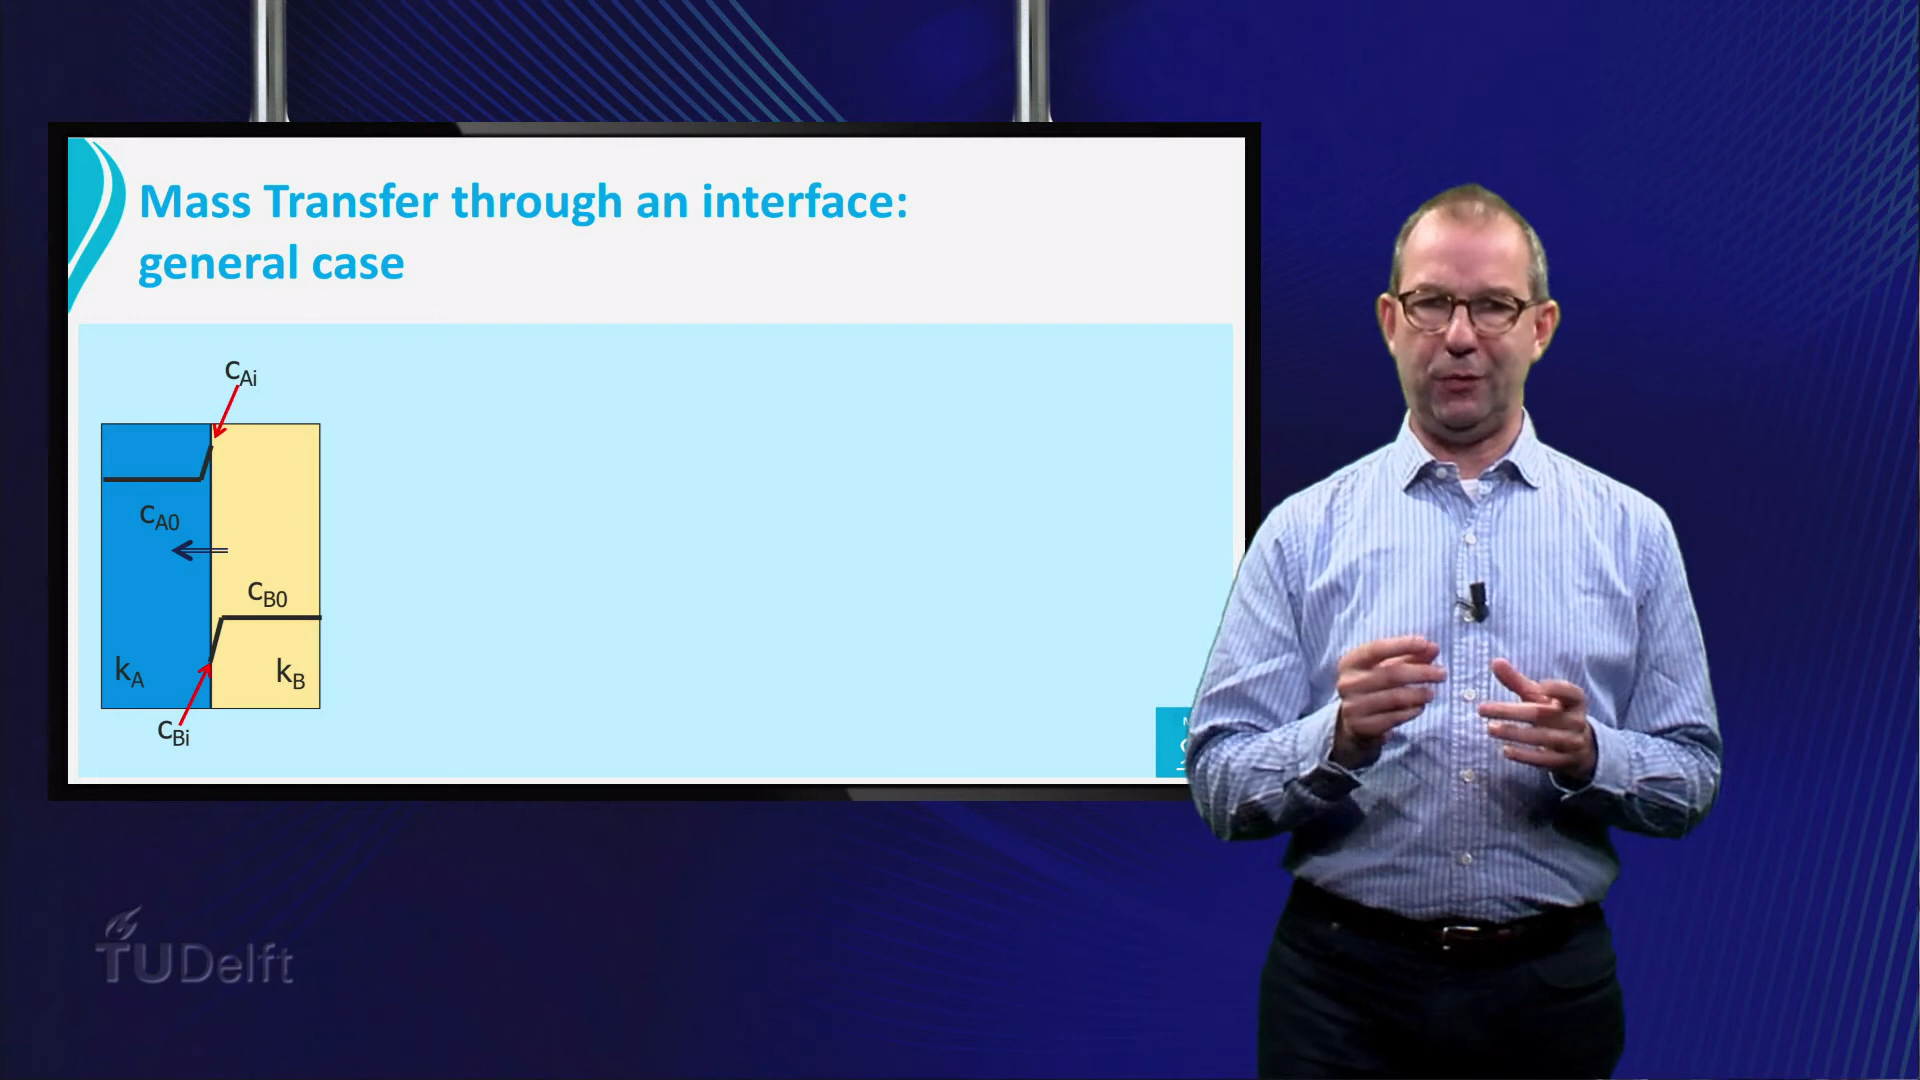 Mass Transfer through an interface:
general case
cAi
cA0
cB0
kA
kB
cBi
TUDelft